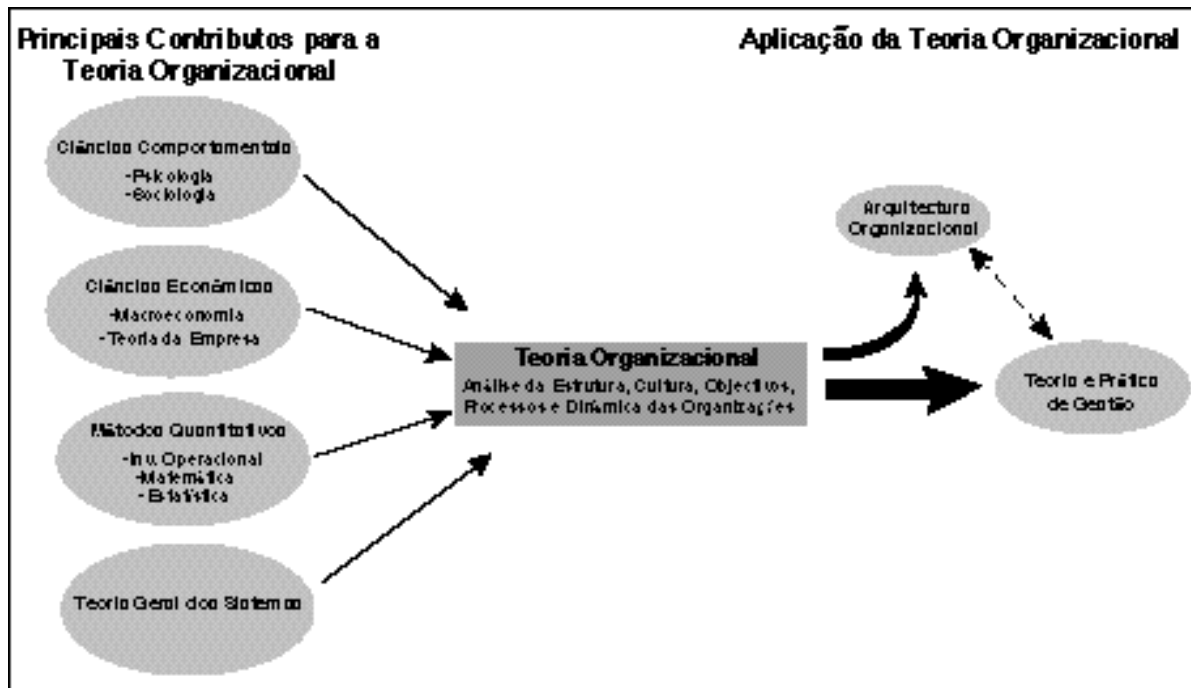 Principais Contributos para a
Teoria Organizacional
Aplicação da Teoria Organizacional
Ciências Comportamentais
-Psicologia
-Sociologia
Ciências Económicas
-Macroeconomia
-Teoria da Empresa
Métodos Quantitativos
-Inv. Operacional
-Matemática
-Estatística
Teoria Geral dos Sistemas
Teoria Organizacional
Análise da Estrutura, Cultura, Objectivos,
Processos e Dinâmica das Organizações
Arquitectura
Organizacional
Teoria e Prática
de Gestão